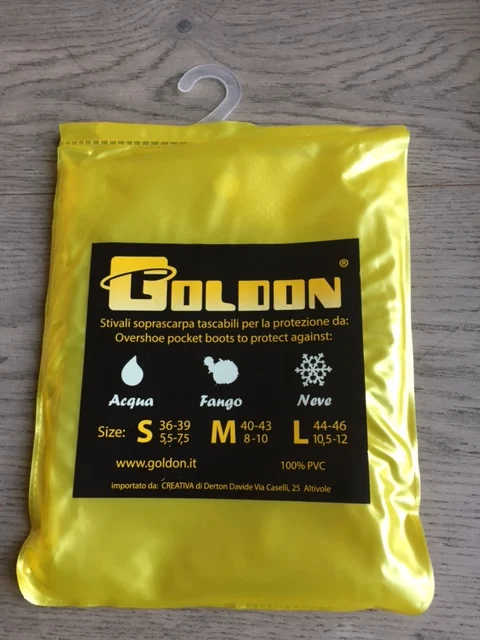 GOLDON®
Stivali soprascarpa tascabili per la protezione da:
Overshoe pocket boots to protect against:
Acqua Fango Neve
Size: S 36-39 5,5-7,5 M 40-43 8-10 L 44-46 10,5-12
www.goldon.it 100% PVC
importato da: CREATIVA di Derton Davide Via Caselli, 25 Altivole